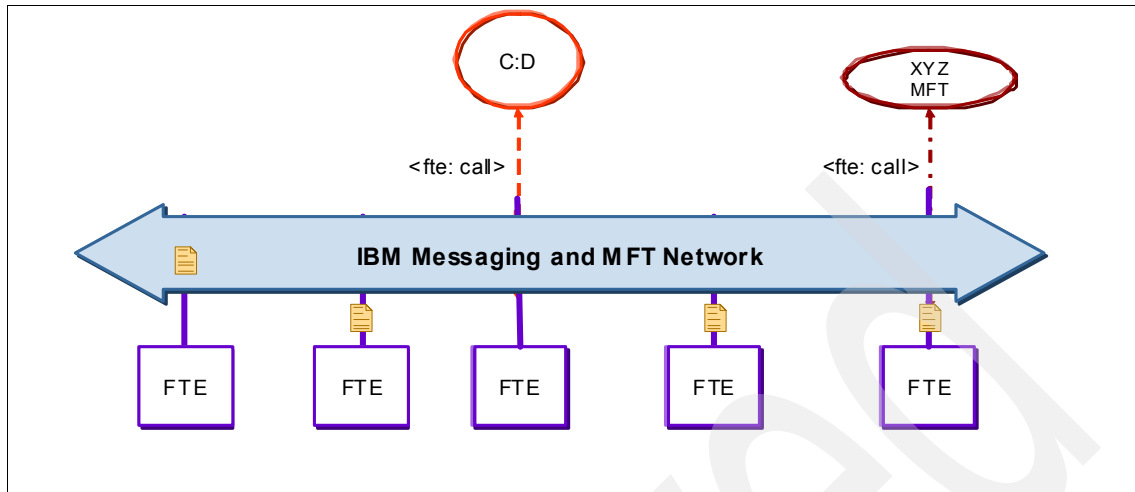 C:D
XYZ
MFT
<fte: call>
<fte: call>
IBM Messaging and MFT Network
FTE
FTE
FTE
FTE
FTE